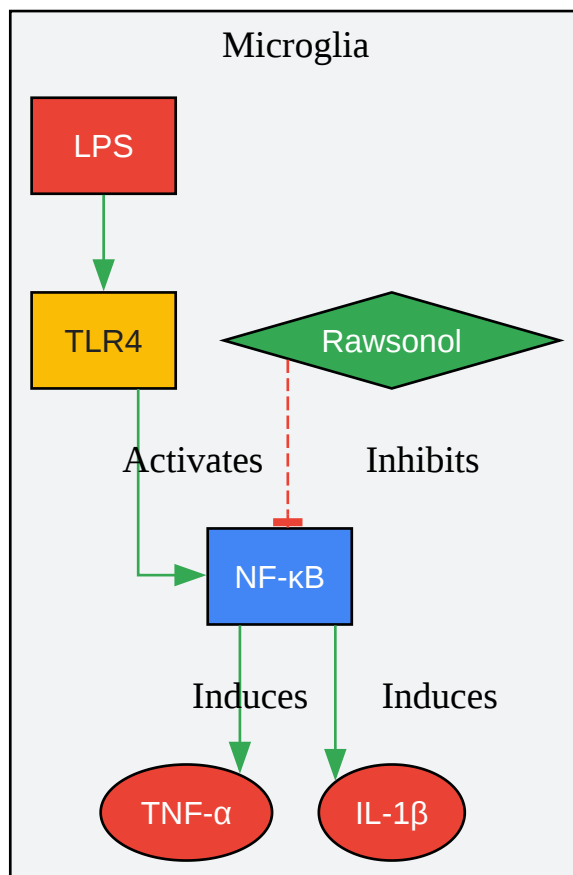 Microglia
LPS
TLR4
Rawsonol
Activates
Inhibits
NF-κB
Induces
Induces
TNF-α
IL-1β